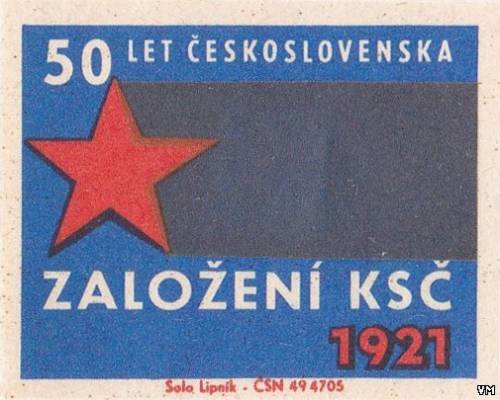 50 LET ČESKOSLOVENSKA
ZALOŽENÍ KSČ
1921
Solo Lipník - ČSN 49 4705
VM